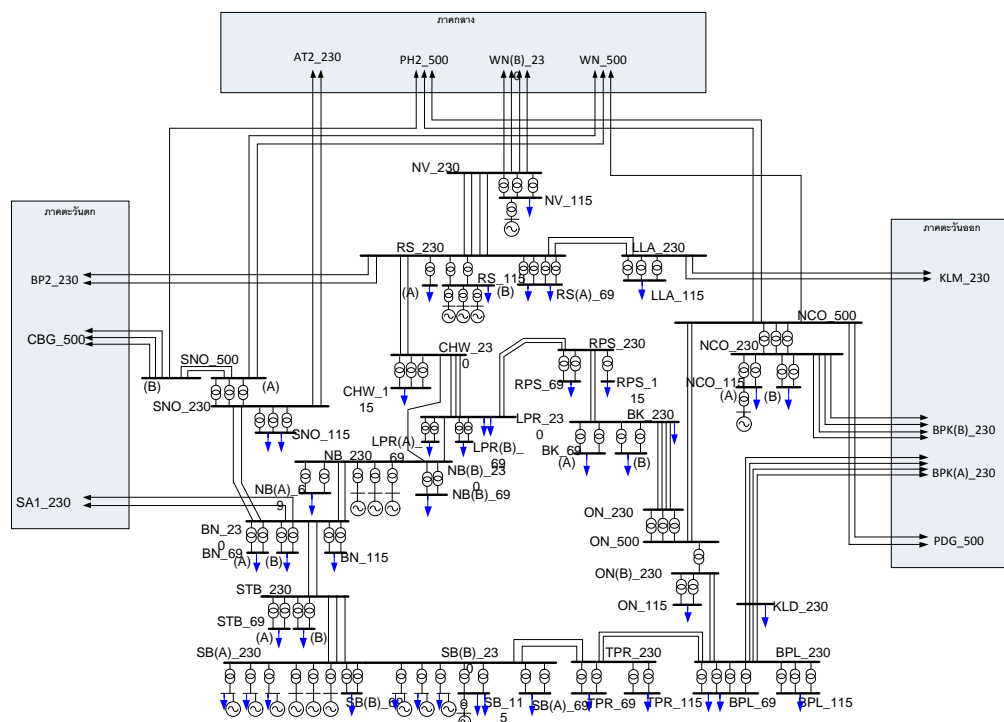 ภาคกลาง
AT2_230
PH2_500
WN(B)_23
0
WN_500
NV_230
NV_115
ภาคตะวันตก
ภาคตะวันออก
RS_230
LLA_230
BP2_230
(A)
RS_115
(B)
RS(A)_69
LLA_115
KLM_230
CBG_500
SNO_500
(B)
(A)
SNO_230
CHW_23
0
CHW_1
15
RPS_230
RPS_69
RPS_1
15
NCO_500
NCO_230
NCO_115
(A)
(B)
SNO_115
LPR_23
0
LPR(A)_
69
LPR(B)_
69
BK_230
BK_69
(A)
(B)
BPK(B)_230
NB_230
NB(B)_23
0
NB(A)_6
9
NB(B)_69
BPK(A)_230
SA1_230
BN_23
0
BN_69
(A)
(B)
BN_115
ON_230
ON_500
PDG_500
ON(B)_230
ON_115
STB_230
STB_69
(A)
(B)
KLD_230
SB(A)_230
SB(B)_23
0
TPR_230
BPL_230
SB(B)_69
SB_11
5
SB(A)_69
TPR_69
TPR_115
BPL_69
BPL_115